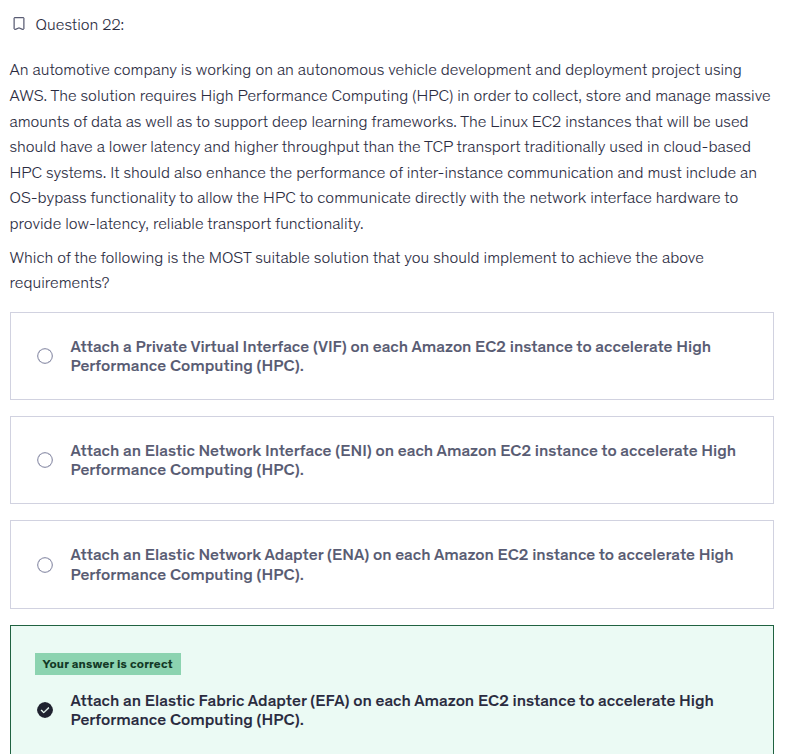 Question 22:
An automotive company is working on an autonomous vehicle development and deployment project using
AWS. The solution requires High Performance Computing (HPC) in order to collect, store and manage massive
amounts of data as well as to support deep learning frameworks. The Linux EC2 instances that will be used
should have a lower latency and higher throughput than the TCP transport traditionally used in cloud-based
HPC systems. It should also enhance the performance of inter-instance communication and must include an
OS-bypass functionality to allow the HPC to communicate directly with the network interface hardware to
provide low-latency, reliable transport functionality.
Which of the following is the MOST suitable solution that you should implement to achieve the above
requirements?
Attach a Private Virtual Interface (VIF) on each Amazon EC2 instance to accelerate High
Performance Computing (HPC).
Attach an Elastic Network Interface (ENI) on each Amazon EC2 instance to accelerate High
Performance Computing (HPC).
Attach an Elastic Network Adapter (ENA) on each Amazon EC2 instance to accelerate High
Performance Computing (HPC).
Your answer is correct
Attach an Elastic Fabric Adapter (EFA) on each Amazon EC2 instance to accelerate High
Performance Computing (HPC).